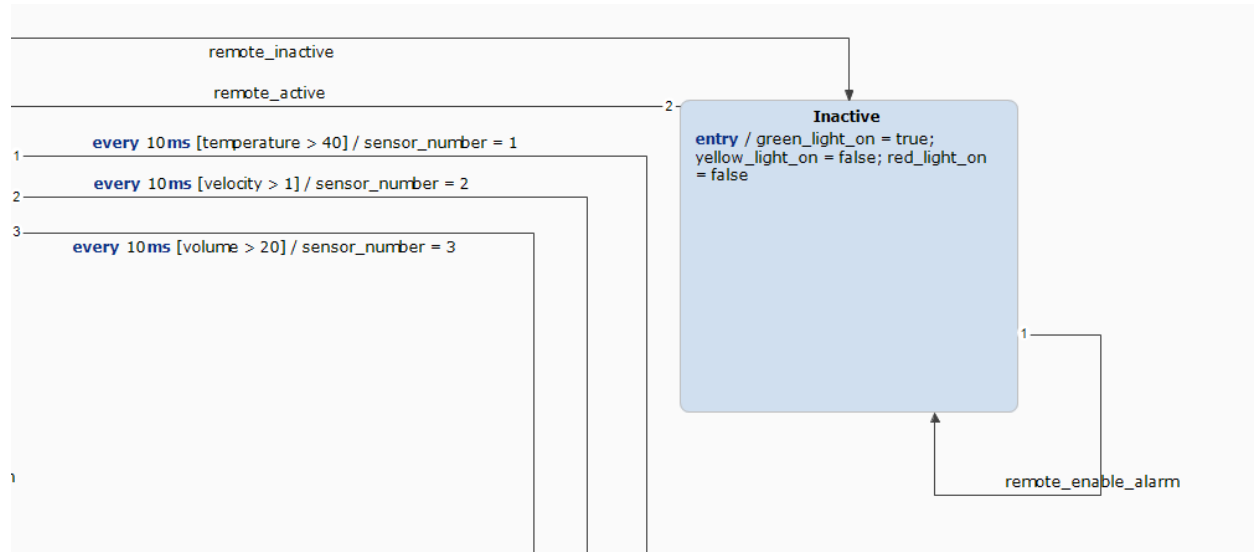 remote_inactive
remote_active
2
Inactive
entry / green_light_on = true;
yellow_light_on = false; red_light_on
= false
every 10ms [temperature > 40] / sensor_number = 1
1
every 10ms [velocity > 1] / sensor_number = 2
2
3
every 10ms [volume > 20] / sensor_number = 3
1
remote_enable_alarm